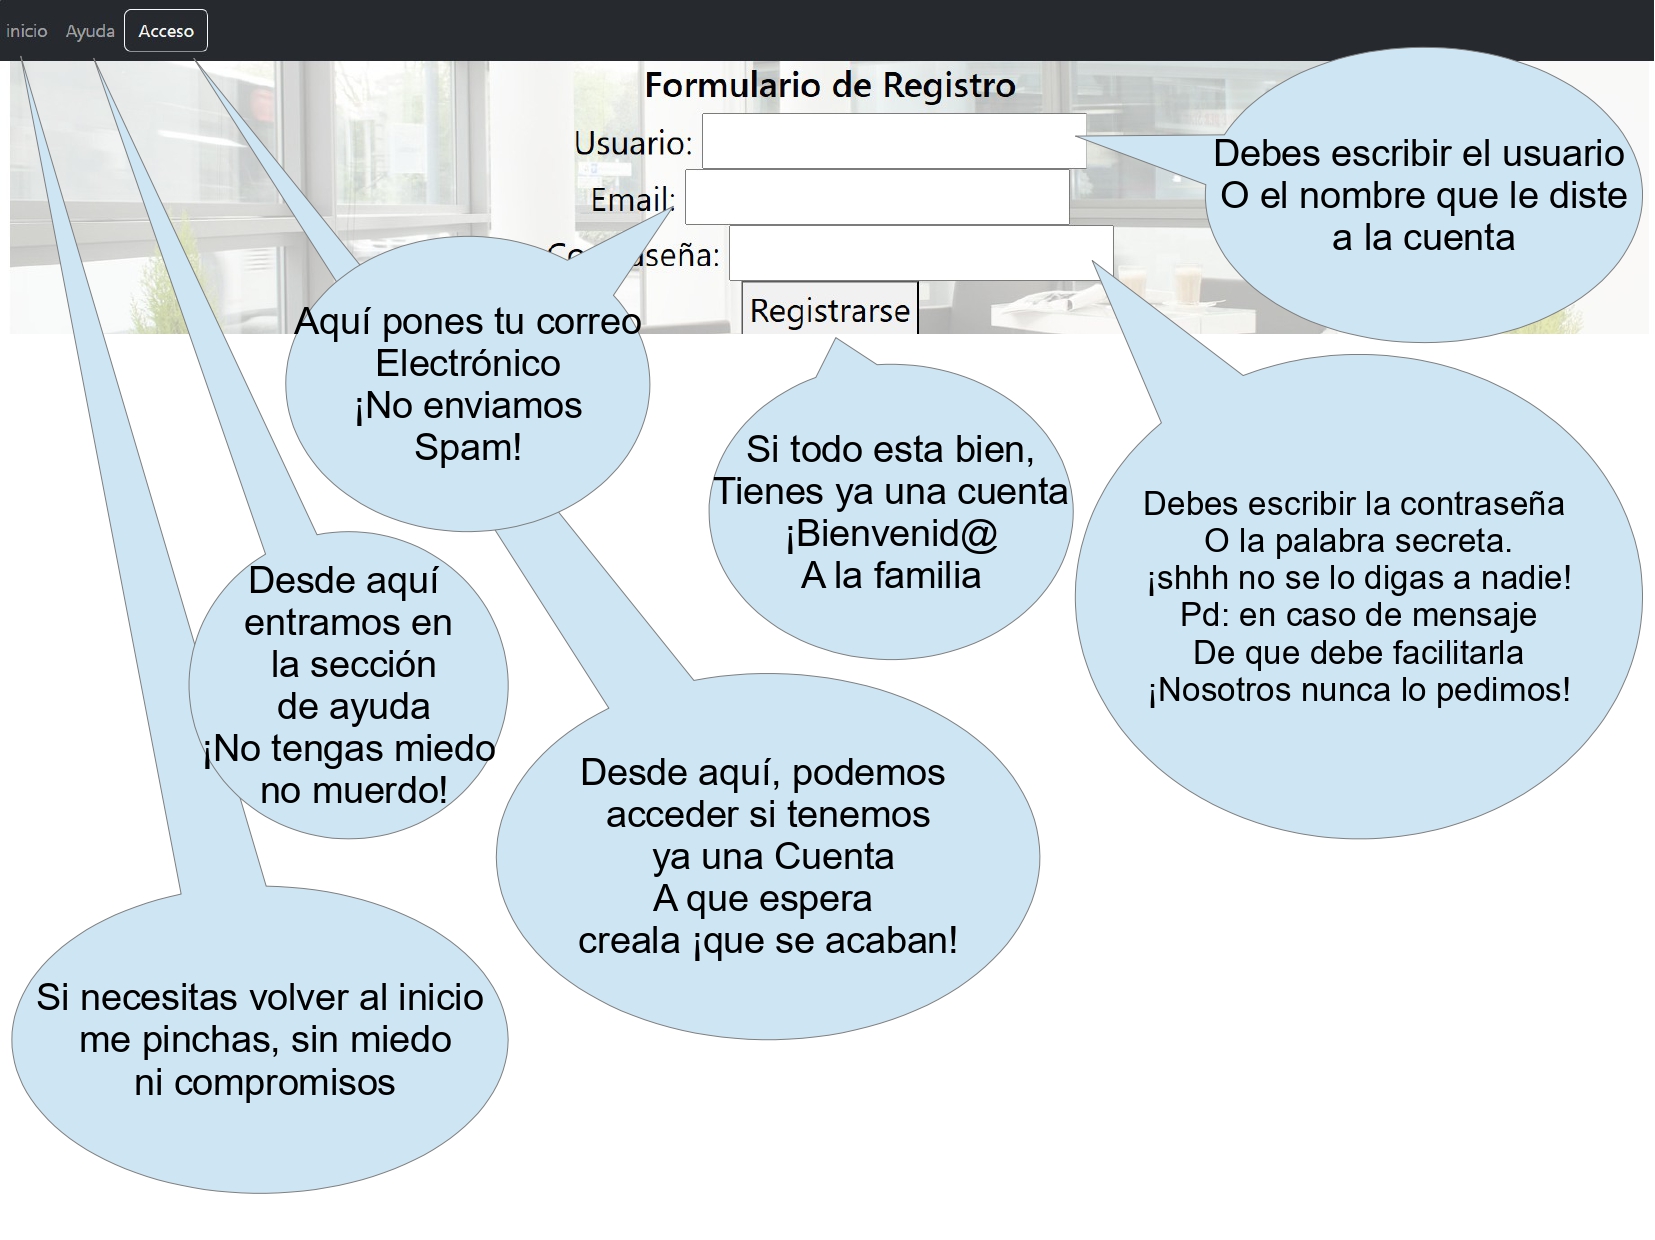 inicio Ayuda Acceso
Formulario de Registro
Usuario:
Debes escribir el usuario
O el nombre que le diste
a la cuenta
Email:
Aquí pones tu correo
Electrónico
¡No enviamos
Spam!
Registrarse
Si todo esta bien,
Tienes ya una cuenta
¡Bienvenid@
A la familia
Debes escribir la contraseña
O la palabra secreta.
¡shhh no se lo digas a nadie!
Pd: en caso de mensaje
De que debe facilitarla
¡Nosotros nunca lo pedimos!
Desde aquí
entramos en
la sección
de ayuda
¡No tengas miedo
no muerdo!
Desde aquí, podemos
acceder si tenemos
ya una Cuenta
A que espera
creala ¡que se acaban!
Si necesitas volver al inicio
me pinchas, sin miedo
ni compromisos